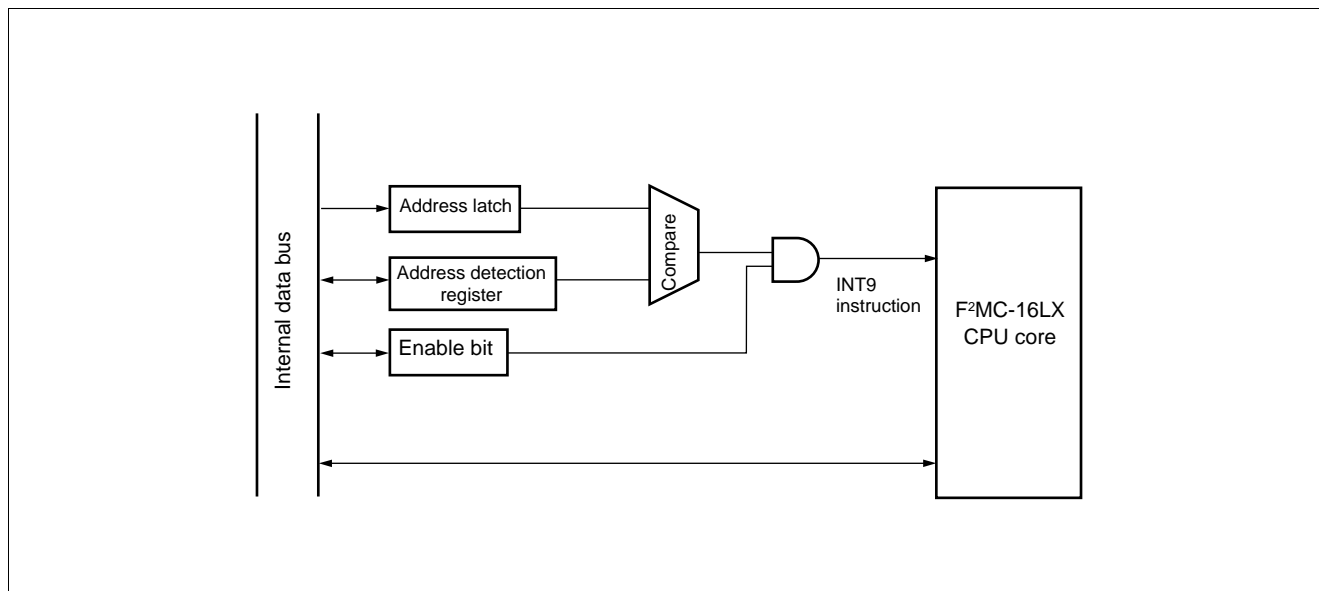 Internal data bus
Address latch
Address detection
register
Enable bit
Compare
INT9
instruction
F²MC-16LX
CPU core